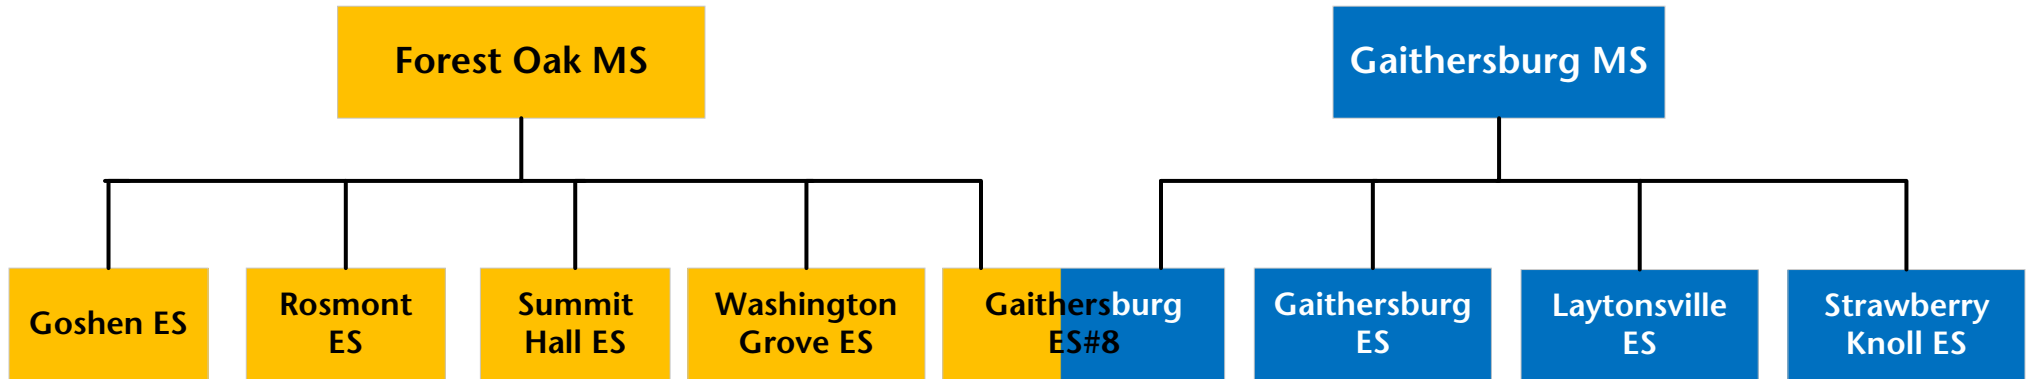 Forest Oak MS
Gaithersburg MS
Goshen ES
Rosmont
ES
Summit
Hall ES
Washington
Grove ES
Gaithersburg
ES#8
Gaithersburg
ES
Laytonsville
ES
Strawberry
Knoll ES